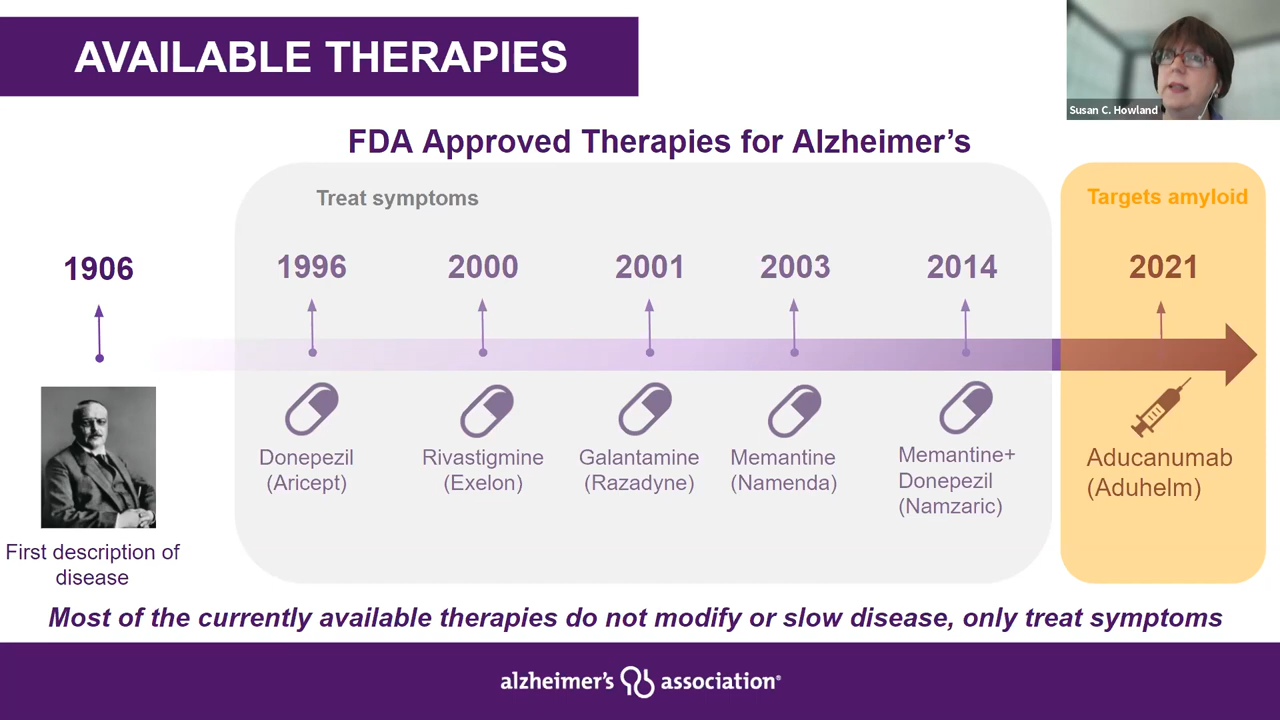 AVAILABLE THERAPIES
Susan C. Howland
FDA Approved Therapies for Alzheimer's
Treat symptoms
Targets amyloid
1906
1996
2000
2001
2003
2014
2021
Donepezil
(Aricept)
Rivastigmine
(Exelon)
Galantamine
(Razadyne)
Memantine
(Namenda)
Memantine+
Donepezil
(Namzaric)
Aducanumab
(Aduhelm)
First description of
disease
Most of the currently available therapies do not modify or slow disease, only treat symptoms
alzheimer's association®